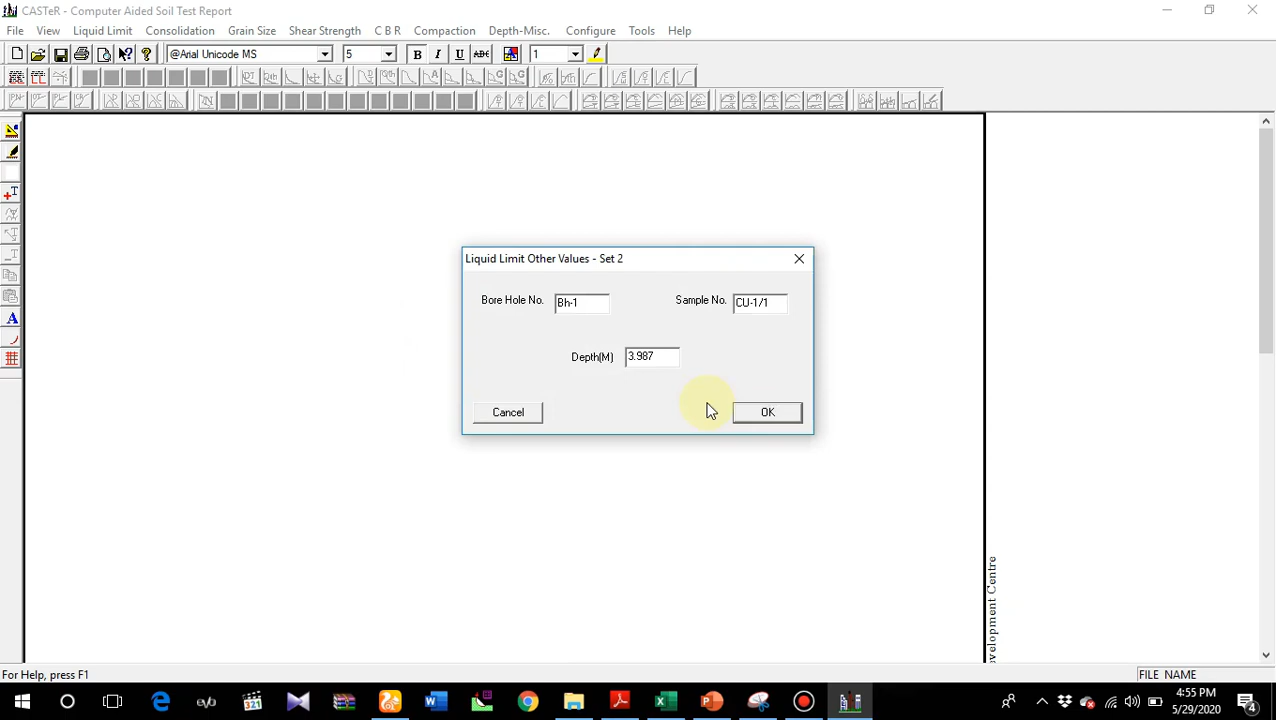 CASTeR - Computer Aided Soil Test Report
File View Liquid Limit Consolidation Grain Size Shear Strength C B R Compaction Depth-Misc. Configure Tools Help
@Arial Unicode MS 5 B I U ABC 1
Liquid Limit Other Values - Set 2
Bore Hole No. Bh-1 Sample No. CU-1/1
Depth(M) 3.987
Cancel OK
evelopment Centre
For Help, press F1 FILE NAME
4:55 PM
5/29/2020 4